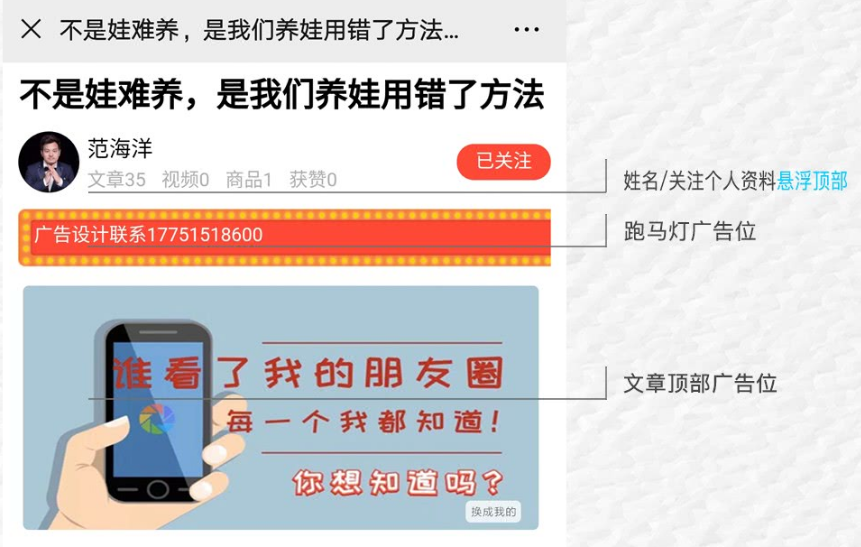 不是娃难养，是我们养娃用错了方法...
不是娃难养，是我们养娃用错了方法
范海洋
已关注
文章35 视频0 商品1 获赞0
姓名/关注个人资料悬浮顶部
广告设计联系17751518600
跑马灯广告位
谁看了我的朋友圈
每一个我都知道！
你想知道吗？
换成我的
文章顶部广告位